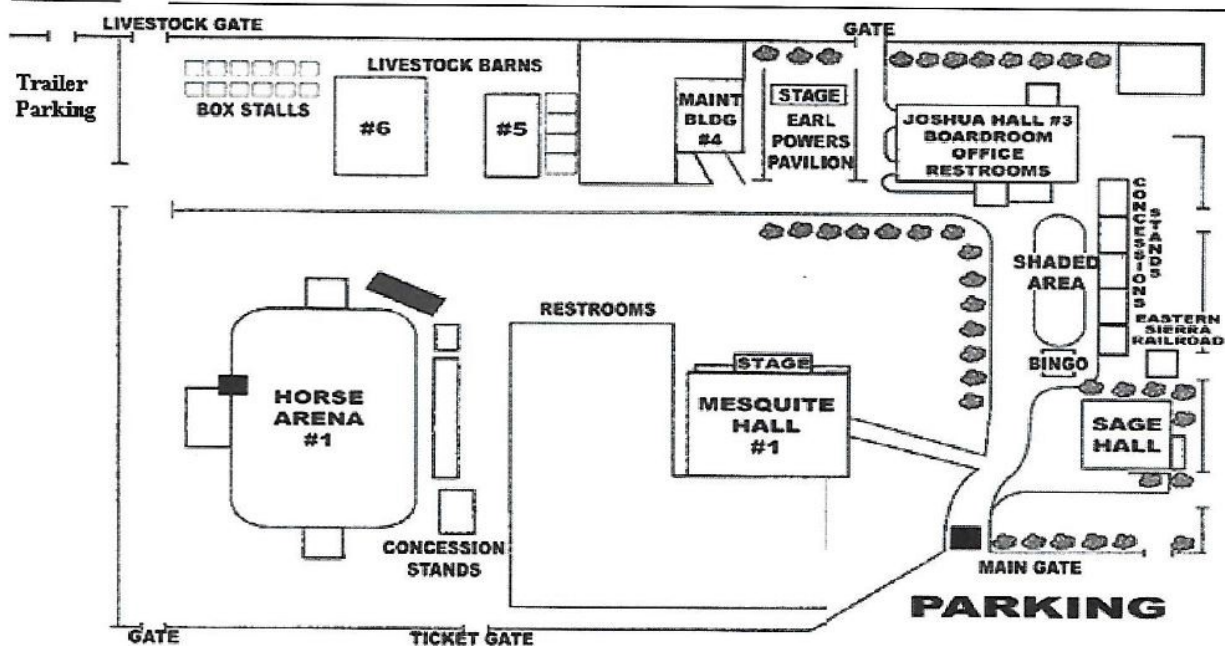 LIVESTOCK GATE
GATE
Trailer
Parking
LIVESTOCK BARNS
BOX STALLS
#6
#5
MAINT
BLDG
#4
STAGE
EARL
POWERS
PAVILION
JOSHUA HALL #3
BOARDROOM
OFFICE
RESTROOMS
CONCESSIONS
STANDS
SHADED
AREA
EASTERN
SIERRA
RAILROAD
BINGO
RESTROOMS
STAGE
MESQUITE
HALL
#1
HORSE
ARENA
#1
SAGE
HALL
CONCESSION
STANDS
MAIN GATE
PARKING
GATE
TICKET GATE